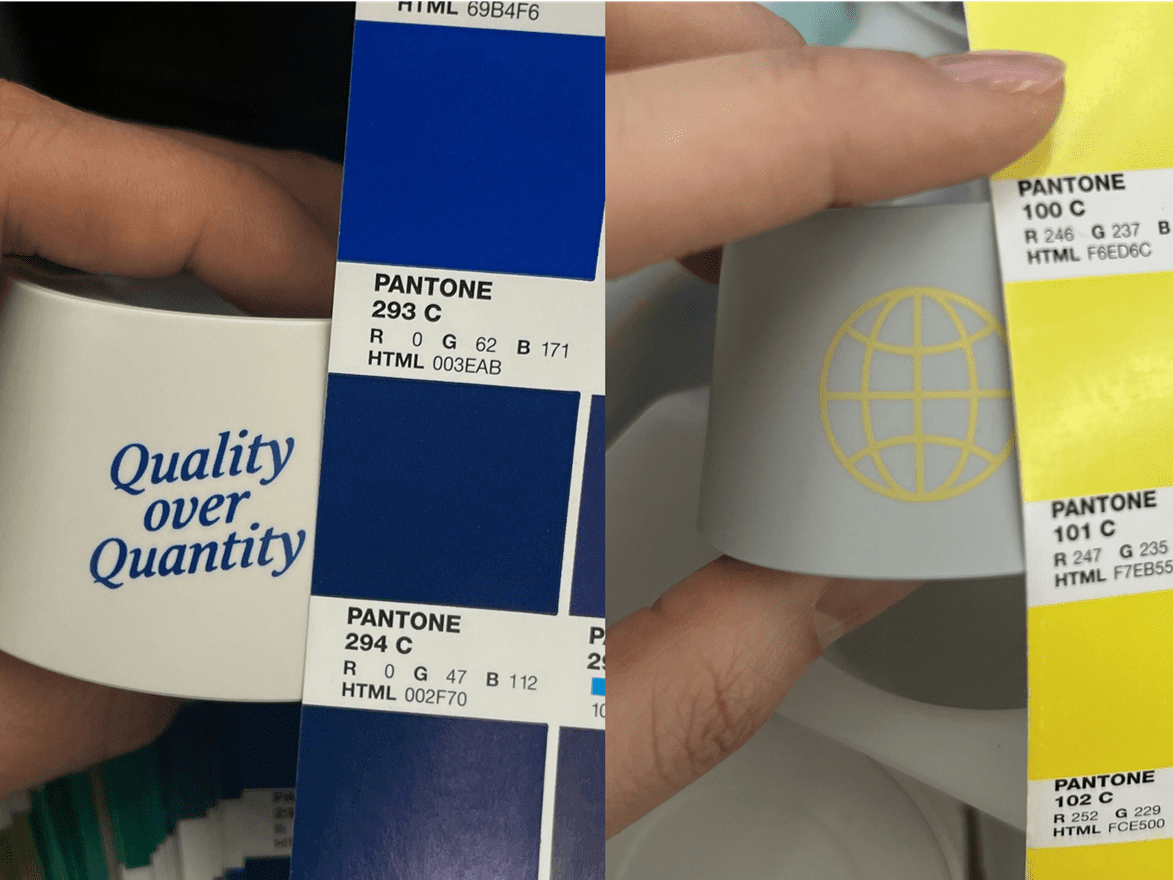 HTML 69B4F6
PANTONE
293 C
R 0 G 62 B 171
HTML 003EAB
Quality
over
Quantity
PANTONE
294 C
R 0 G 47 B 112
HTML 002F70
PANTONE
100 C
R 246 G 237 B
HTML F6ED6C
PANTONE
101 C
R 247 G 235
HTML F7EB55
PANTONE
102 C
R 252 G 229
HTML FCE500